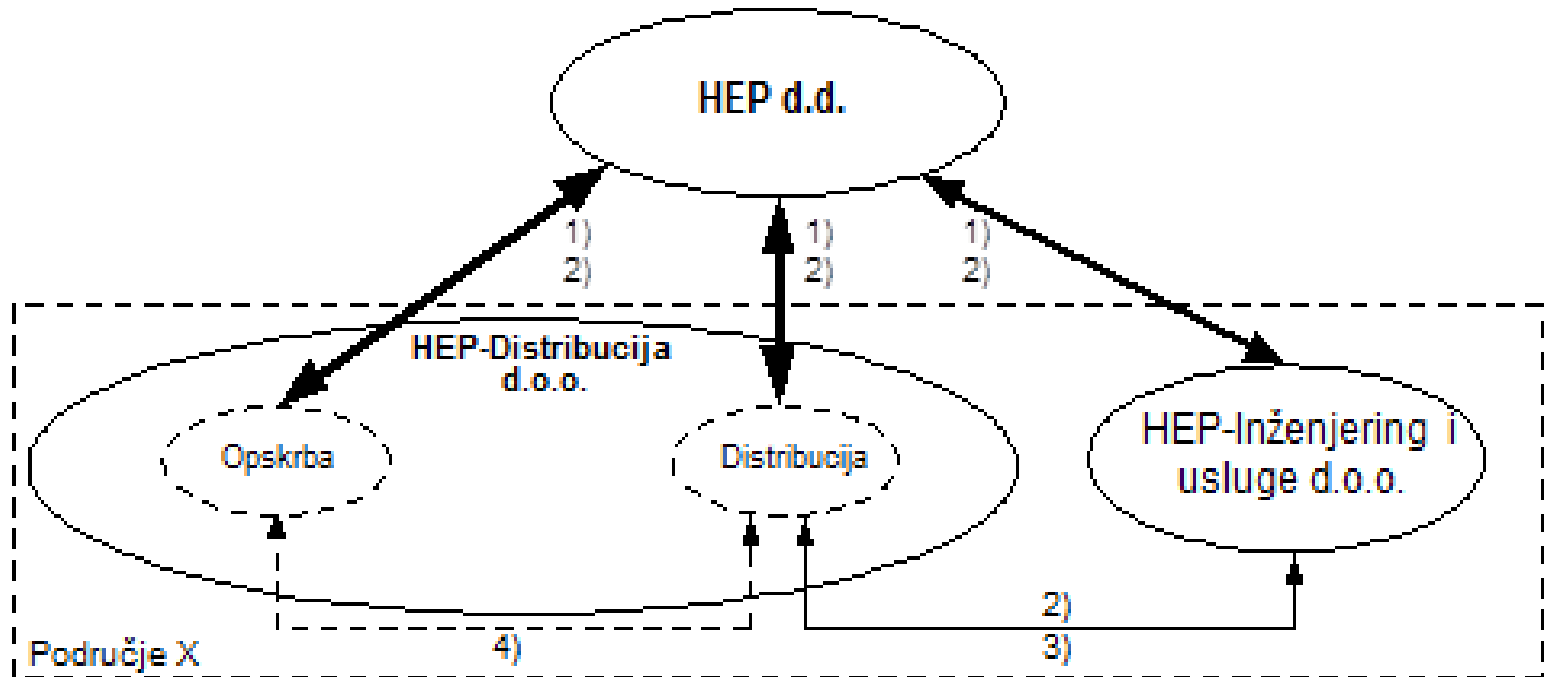 HEP d.d.
1)
2)
1)
2)
1)
2)
HEP-Distribucija
d.o.o.
Opskrba
Distribucija
HEP-Inženjering i
usluge d.o.o.
2)
3)
4)
Područje X